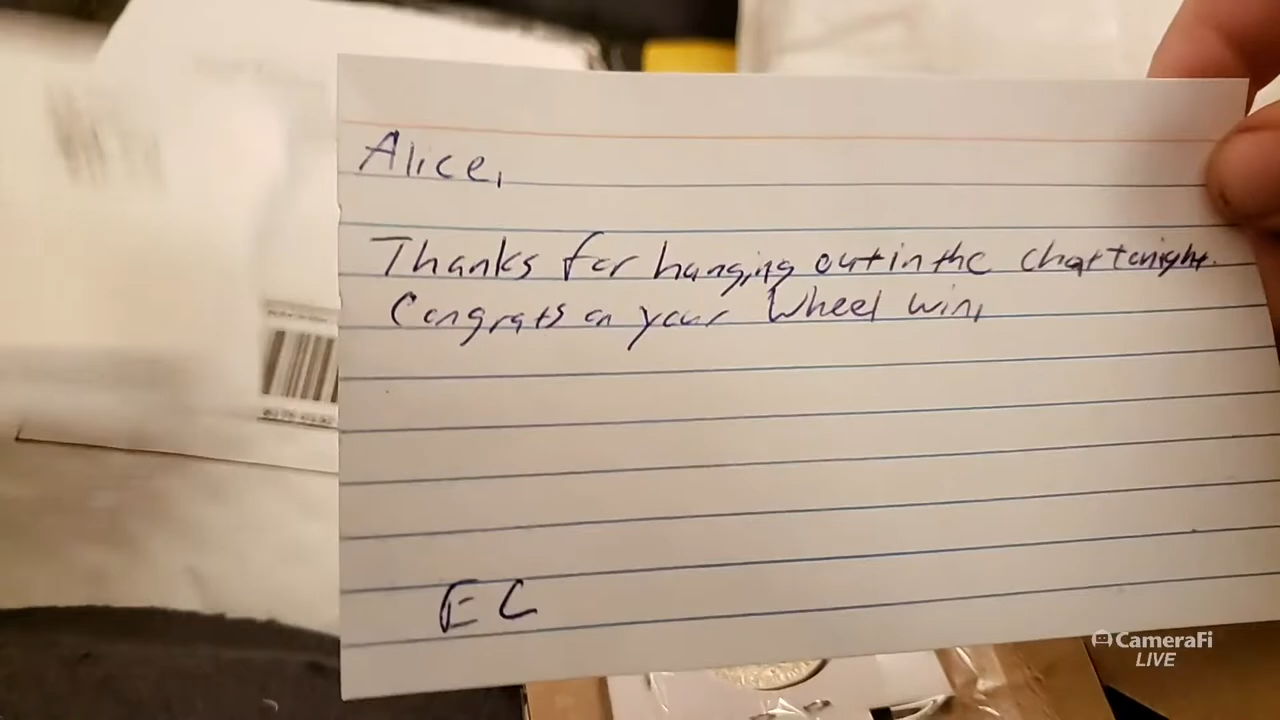 Alice,
Thanks for hanging out in the chat tonight.
Congrats on your Wheel win,
EC
CameraFi
LIVE